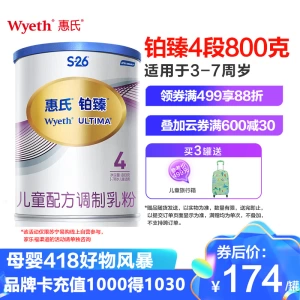 Wyeth 惠氏
铂臻4段800克
适用于3-7周岁
领券满499享88折
叠加云券满600减30
买3罐送
儿童旅行箱
S-26
惠氏 铂臻
Wyeth ULTIMA
4
儿童配方调制乳粉
母婴418好物风暴
品牌卡充值1000得1030
券后价：
¥174/罐